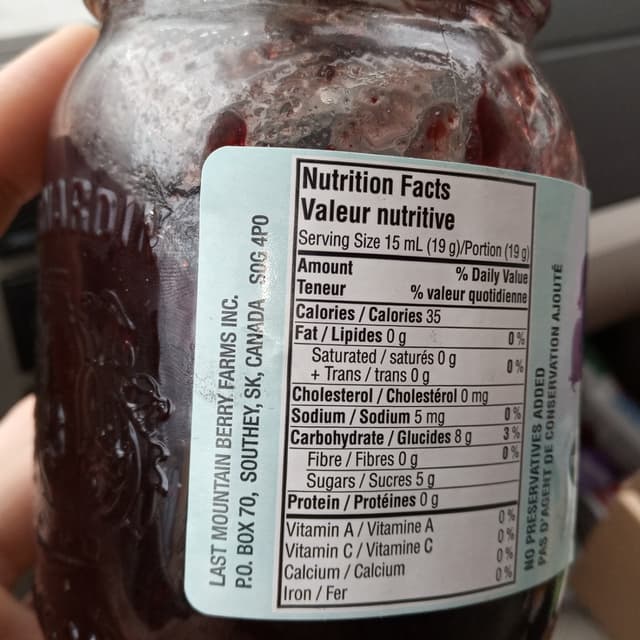 Nutrition Facts
Valeur nutritive
Serving Size 15 mL (19 g)/Portion (19 g)
Amount % Daily Value
Teneur % valeur quotidienne
Calories / Calories 35
Fat / Lipides 0 g 0 %
Saturated / saturés 0 g
+ Trans / trans 0 g 0 %
Cholesterol / Cholestérol 0 mg
Sodium / Sodium 5 mg 0 %
Carbohydrate / Glucides 8 g 3 %
Fibre / Fibres 0 g 0 %
Sugars / Sucres 5 g
Protein / Protéines 0 g
Vitamin A / Vitamine A 0 %
Vitamin C / Vitamine C 0 %
Calcium / Calcium 0 %
Iron / Fer 0 %
LAST MOUNTAIN BERRY FARMS INC.
P.O. BOX 70, SOUTHEY, SK, CANADA S0G 4P0
NO PRESERVATIVES ADDED
PAS D'AGENT DE CONSERVATION AJOUTÉ